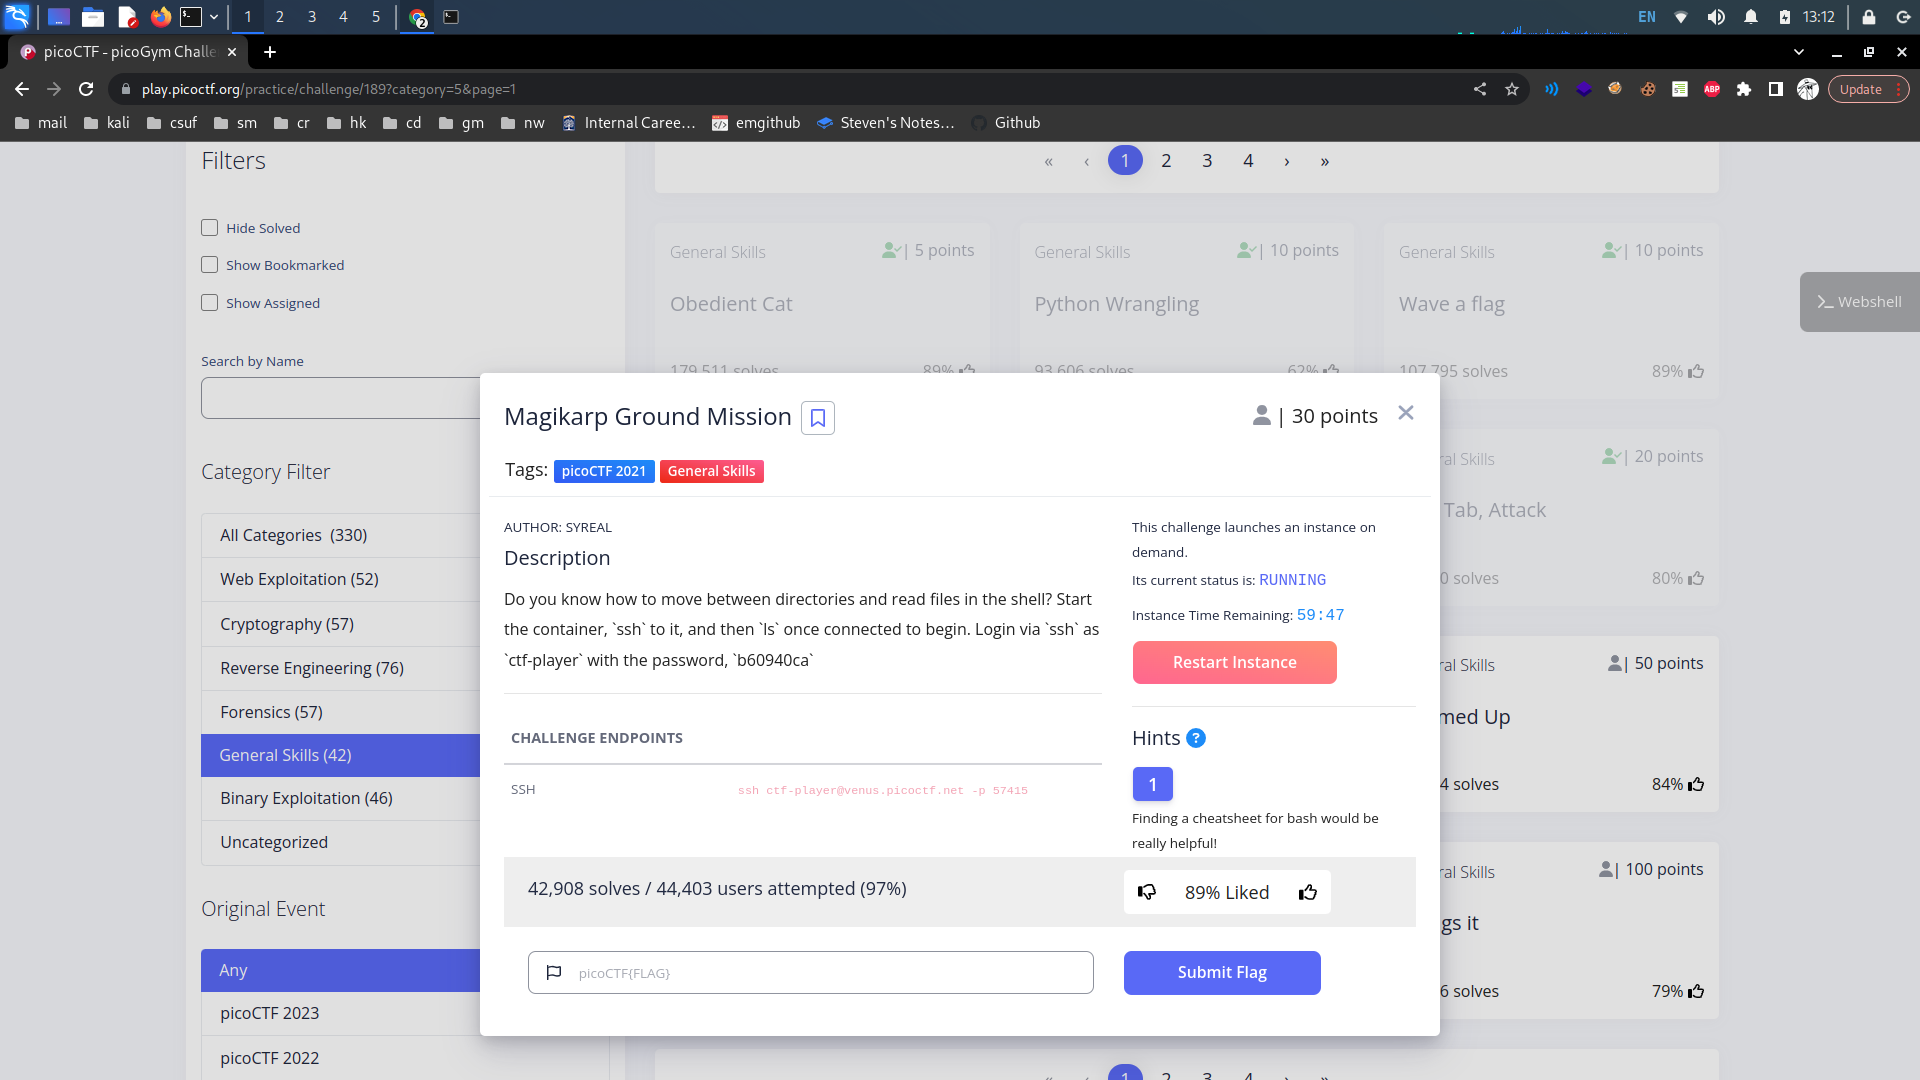 1 2 3 4 5 2 EN 13:12
picoCTF - picoGym Challe
play.picoctf.org/practice/challenge/189?category=5&page=1 ABP Update
mail kali csuf sm cr hk cd gm nw Internal Caree... emgithub Steven's Notes... Github
Filters
« ‹ 1 2 3 4 › »
Hide Solved
Show Bookmarked
Show Assigned
Search by Name
General Skills | 5 points
Obedient Cat
179,511 solves 89%
General Skills | 10 points
Python Wrangling
93,606 solves 62%
General Skills | 10 points
Wave a flag
107,795 solves 89%
>_ Webshell
Category Filter
All Categories (330)
Web Exploitation (52)
Cryptography (57)
Reverse Engineering (76)
Forensics (57)
General Skills (42)
Binary Exploitation (46)
Uncategorized
Original Event
Any
picoCTF 2023
picoCTF 2022
Magikarp Ground Mission | 30 points ×
Tags: picoCTF 2021 General Skills
AUTHOR: SYREAL
Description
Do you know how to move between directories and read files in the shell? Start
the container, `ssh` to it, and then `ls` once connected to begin. Login via `ssh` as
`ctf-player` with the password, `b60940ca`
CHALLENGE ENDPOINTS
SSH ssh ctf-player@venus.picoctf.net -p 57415
This challenge launches an instance on
demand.
Its current status is: RUNNING
Instance Time Remaining: 59:47
Restart Instance
Hints ?
1
Finding a cheatsheet for bash would be
really helpful!
42,908 solves / 44,403 users attempted (97%)
89% Liked
picoCTF{FLAG}
Submit Flag
ral Skills | 20 points
Tab, Attack
0 solves 80%
ral Skills | 50 points
med Up
4 solves 84%
ral Skills | 100 points
gs it
6 solves 79%
« ‹ 1 2 3 4 › »